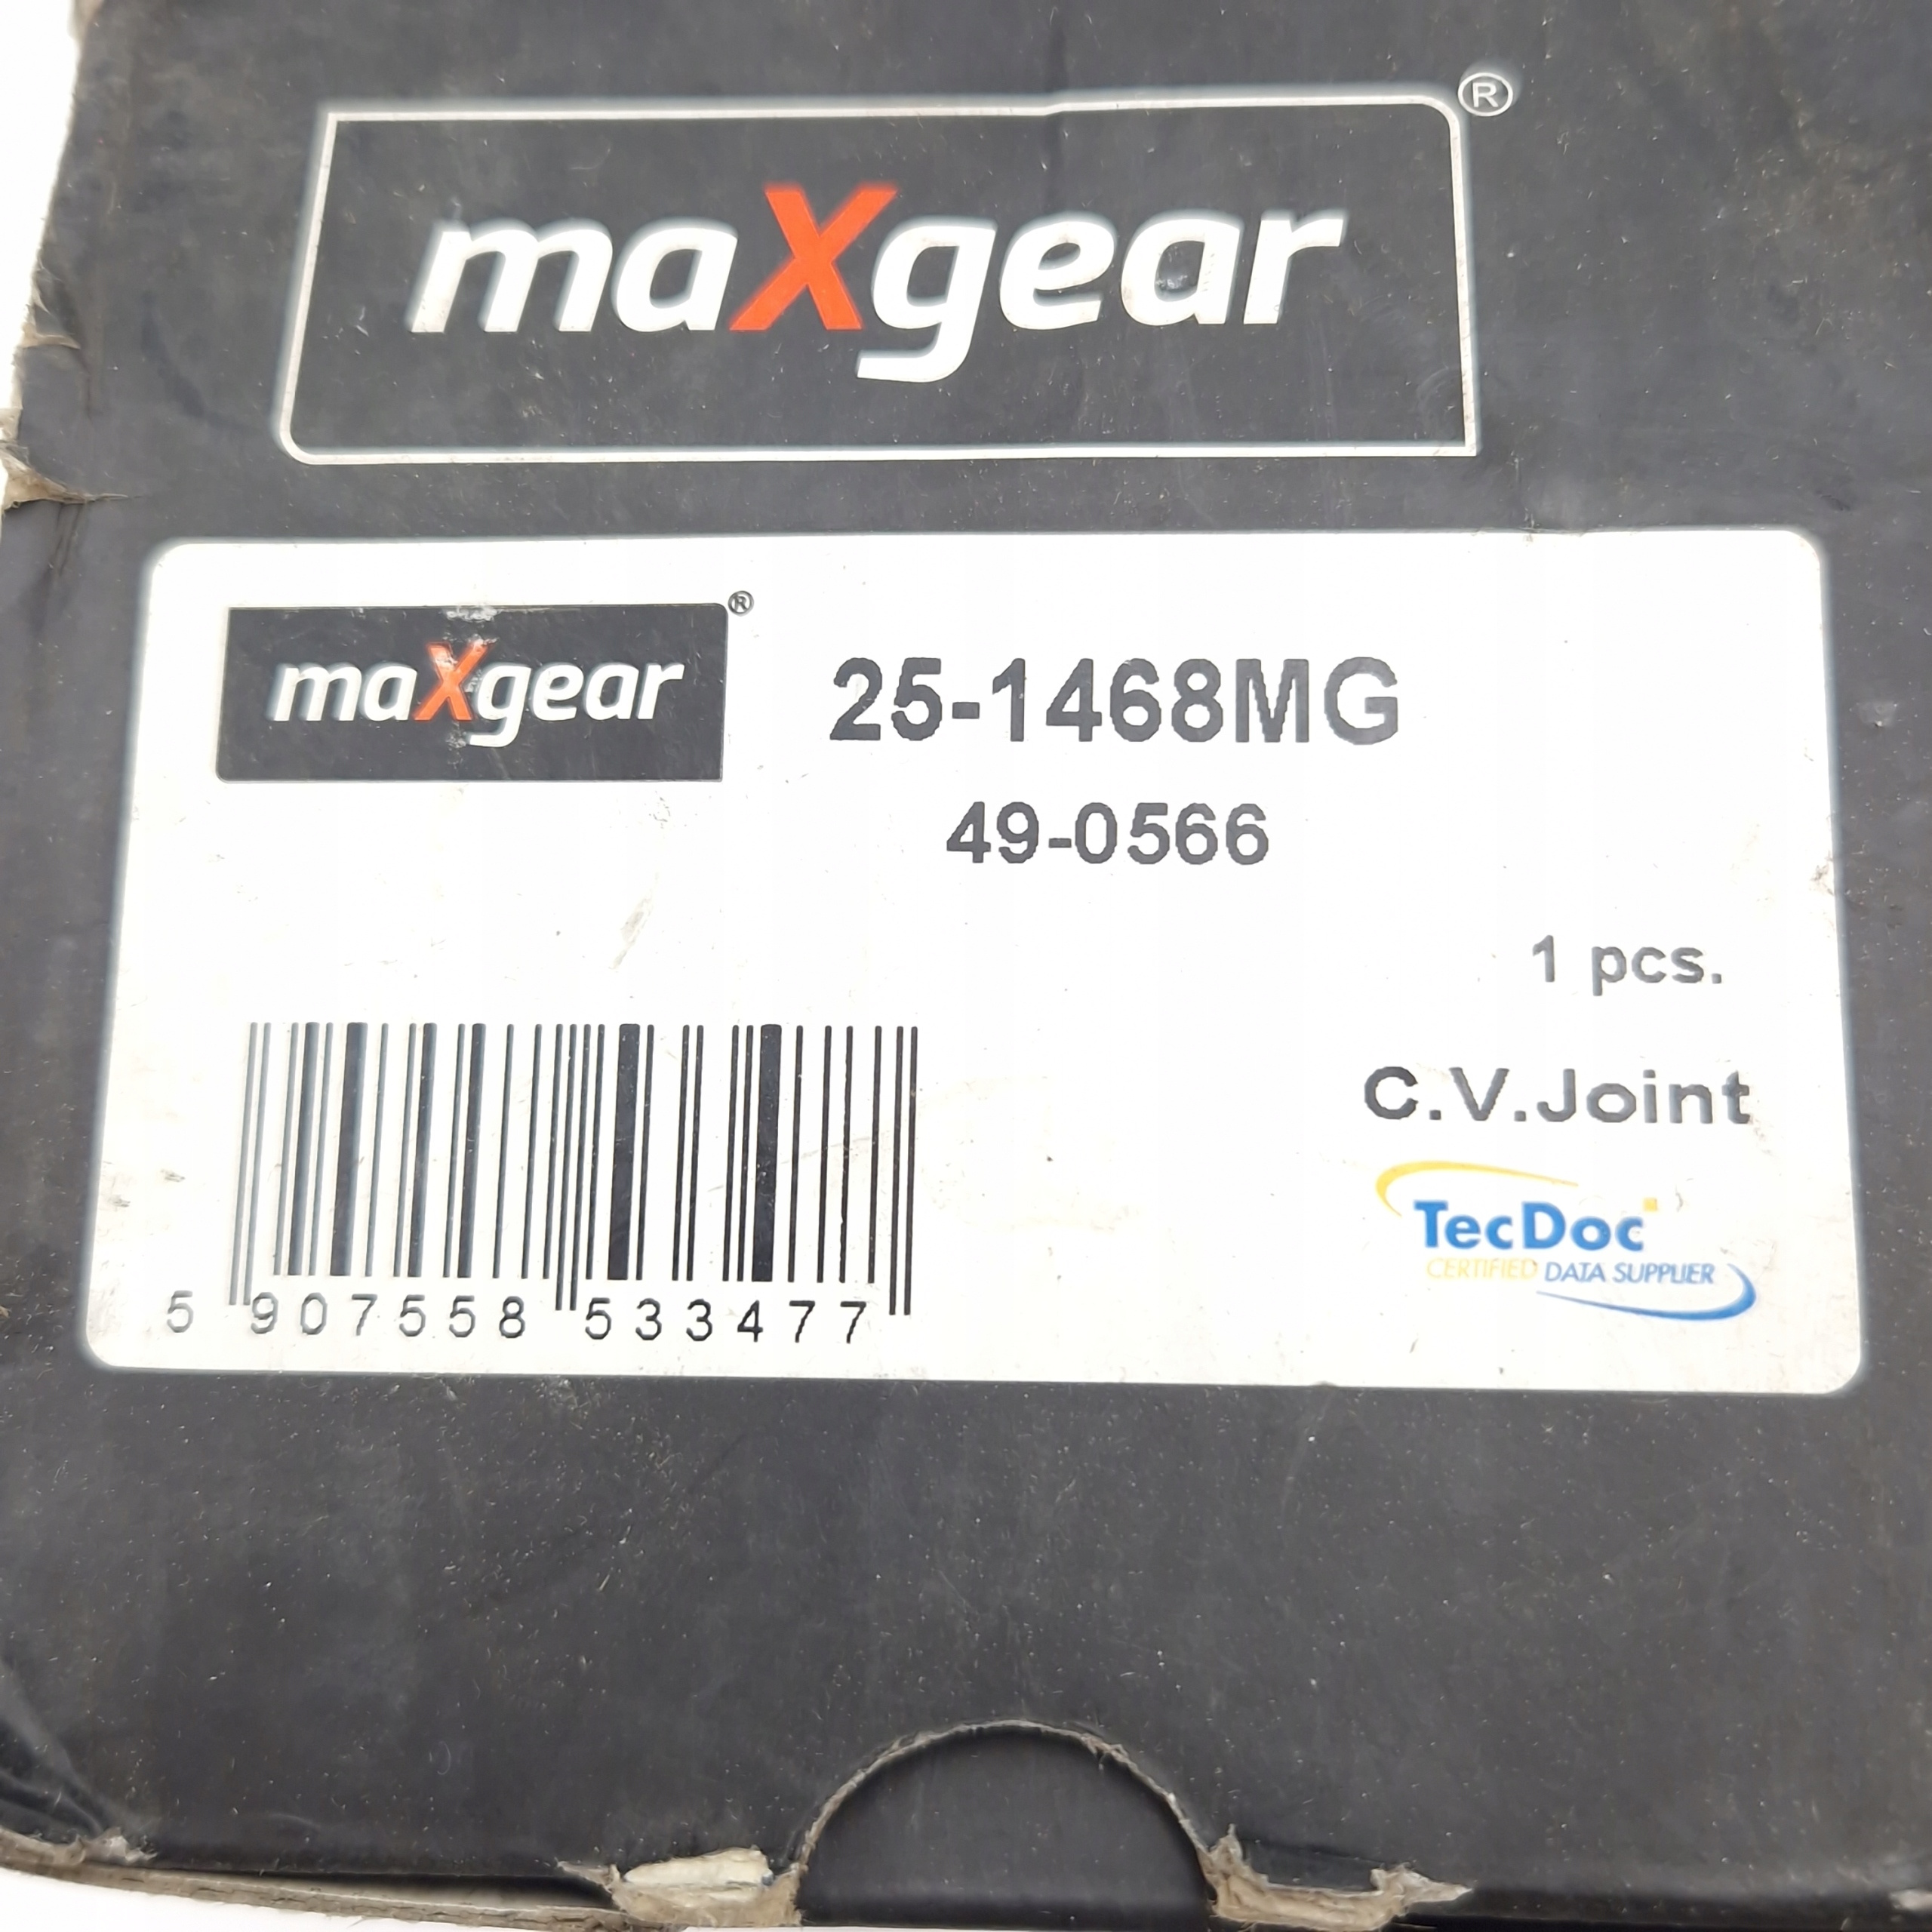 maXgear ®
maXgear ®
25-1468MG
49-0566
1 pcs.
C.V.Joint
TecDoc
CERTIFIED DATA SUPPLIER
5 907558 533477